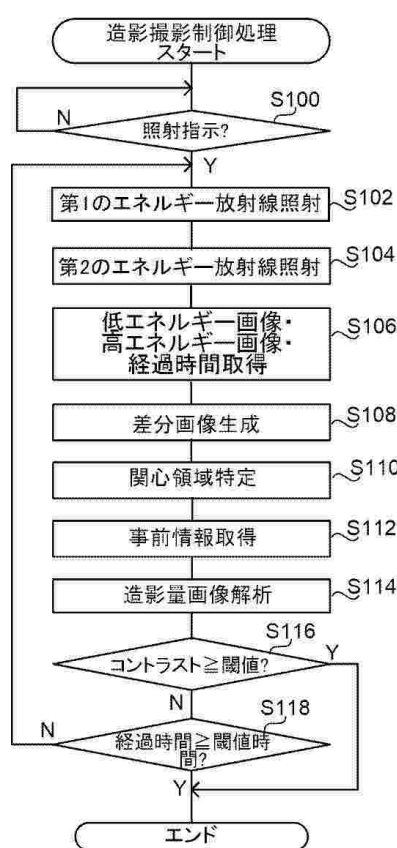 造影撮影制御処理
スタート
S100
N
照射指示?
Y
第1のエネルギー放射線照射
S102
第2のエネルギー放射線照射
S104
低エネルギー画像・
高エネルギー画像・
経過時間取得
S106
差分画像生成
S108
関心領域特定
S110
事前情報取得
S112
造影量画像解析
S114
S116
コントラスト≧閾値?
Y
N
S118
N
経過時間≧閾値時
間?
Y
エンド